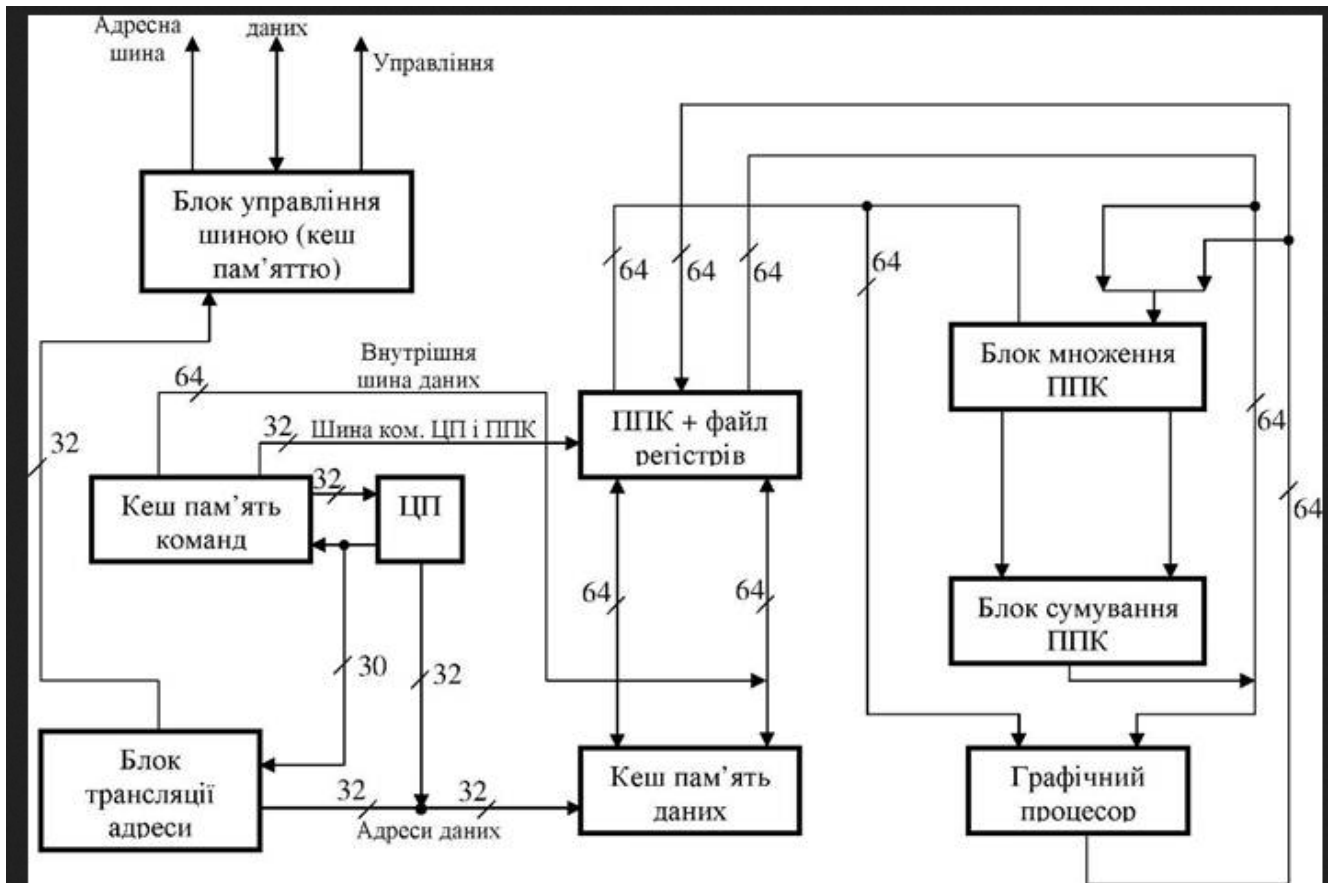 Адресна
шина
даних
Управління
Блок управління
шиною (кеш
пам’яттю)
64
64
64
64
Блок множення
ППК
Внутрішня
шина даних
64
32
Шина ком. ЦП і ППК
ППК + файл
регістрів
32
64
64
Кеш пам’ять
команд
32
ЦП
64
64
Блок сумування
ППК
30
32
Блок
трансляції
адреси
32
32
Адреси даних
Кеш пам’ять
даних
Графічний
процесор